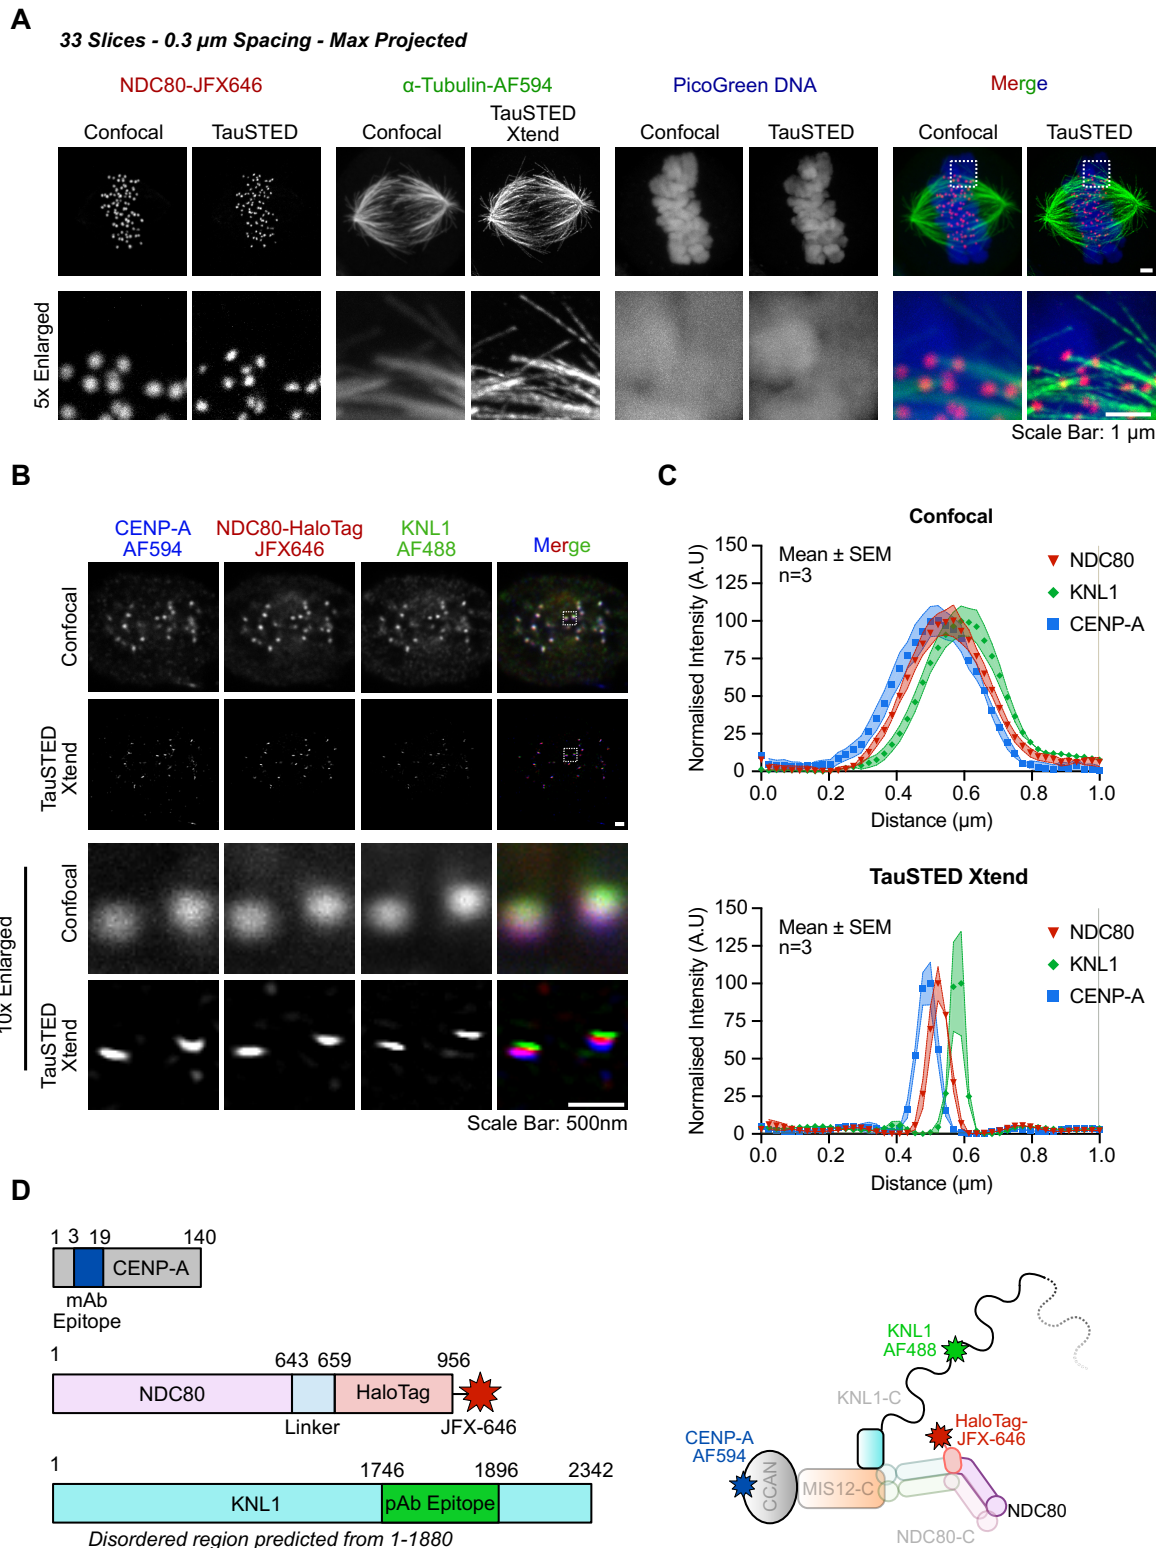 A
33 Slices - 0.3 µm Spacing - Max Projected
NDC80-JFX646
α-Tubulin-AF594
PicoGreen DNA
Merge
Confocal
TauSTED
Confocal
TauSTED
Xtend
Confocal
TauSTED
Confocal
TauSTED
5x Enlarged
Scale Bar: 1 µm
B
CENP-A
AF594
NDC80-HaloTag
JFX646
KNL1
AF488
Merge
Confocal
TauSTED
Xtend
10x Enlarged
Confocal
TauSTED
Xtend
Scale Bar: 500nm
C
Confocal
Normalised Intensity (A.U)
150
125
100
75
50
25
0
Mean ± SEM
n=3
NDC80
KNL1
CENP-A
0.0 0.2 0.4 0.6 0.8 1.0
Distance (µm)
TauSTED Xtend
Normalised Intensity (A.U)
150
125
100
75
50
25
0
Mean ± SEM
n=3
NDC80
KNL1
CENP-A
0.0 0.2 0.4 0.6 0.8 1.0
Distance (µm)
D
1 3 19 140
CENP-A
mAb
Epitope
1 643 659 956
NDC80
HaloTag
Linker
JFX-646
1 1746 1896 2342
KNL1
pAb Epitope
Disordered region predicted from 1-1880
KNL1
AF488
KNL1-C
HaloTag-
JFX-646
CENP-A
AF594
CCAN
MIS12-C
NDC80
NDC80-C